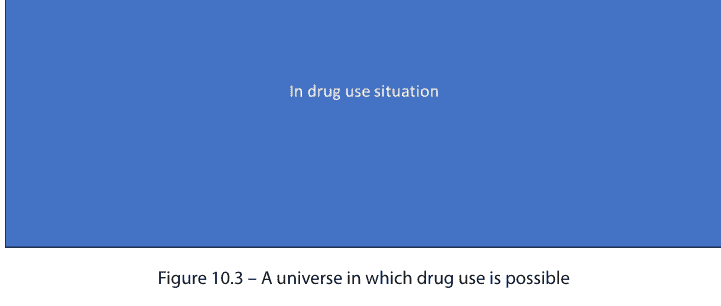 In drug use situation
Figure 10.3 – A universe in which drug use is possible